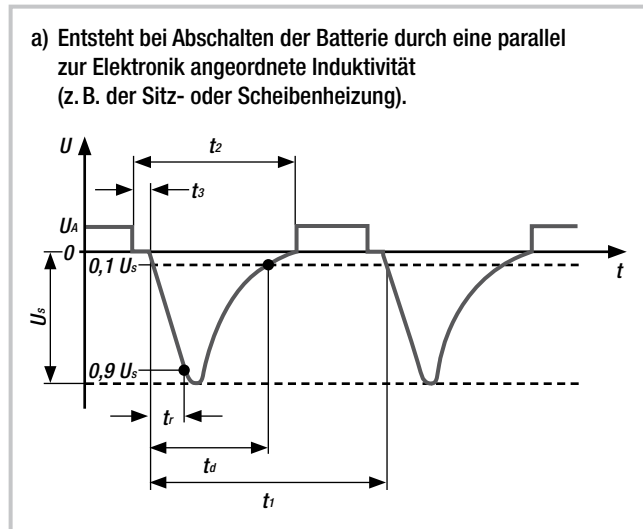 a) Entsteht bei Abschalten der Batterie durch eine parallel
zur Elektronik angeordnete Induktivität
(z. B. der Sitz- oder Scheibenheizung).
U
t2
t3
UA
0
t
0,1 Us
Us
0,9 Us
tr
td
t1